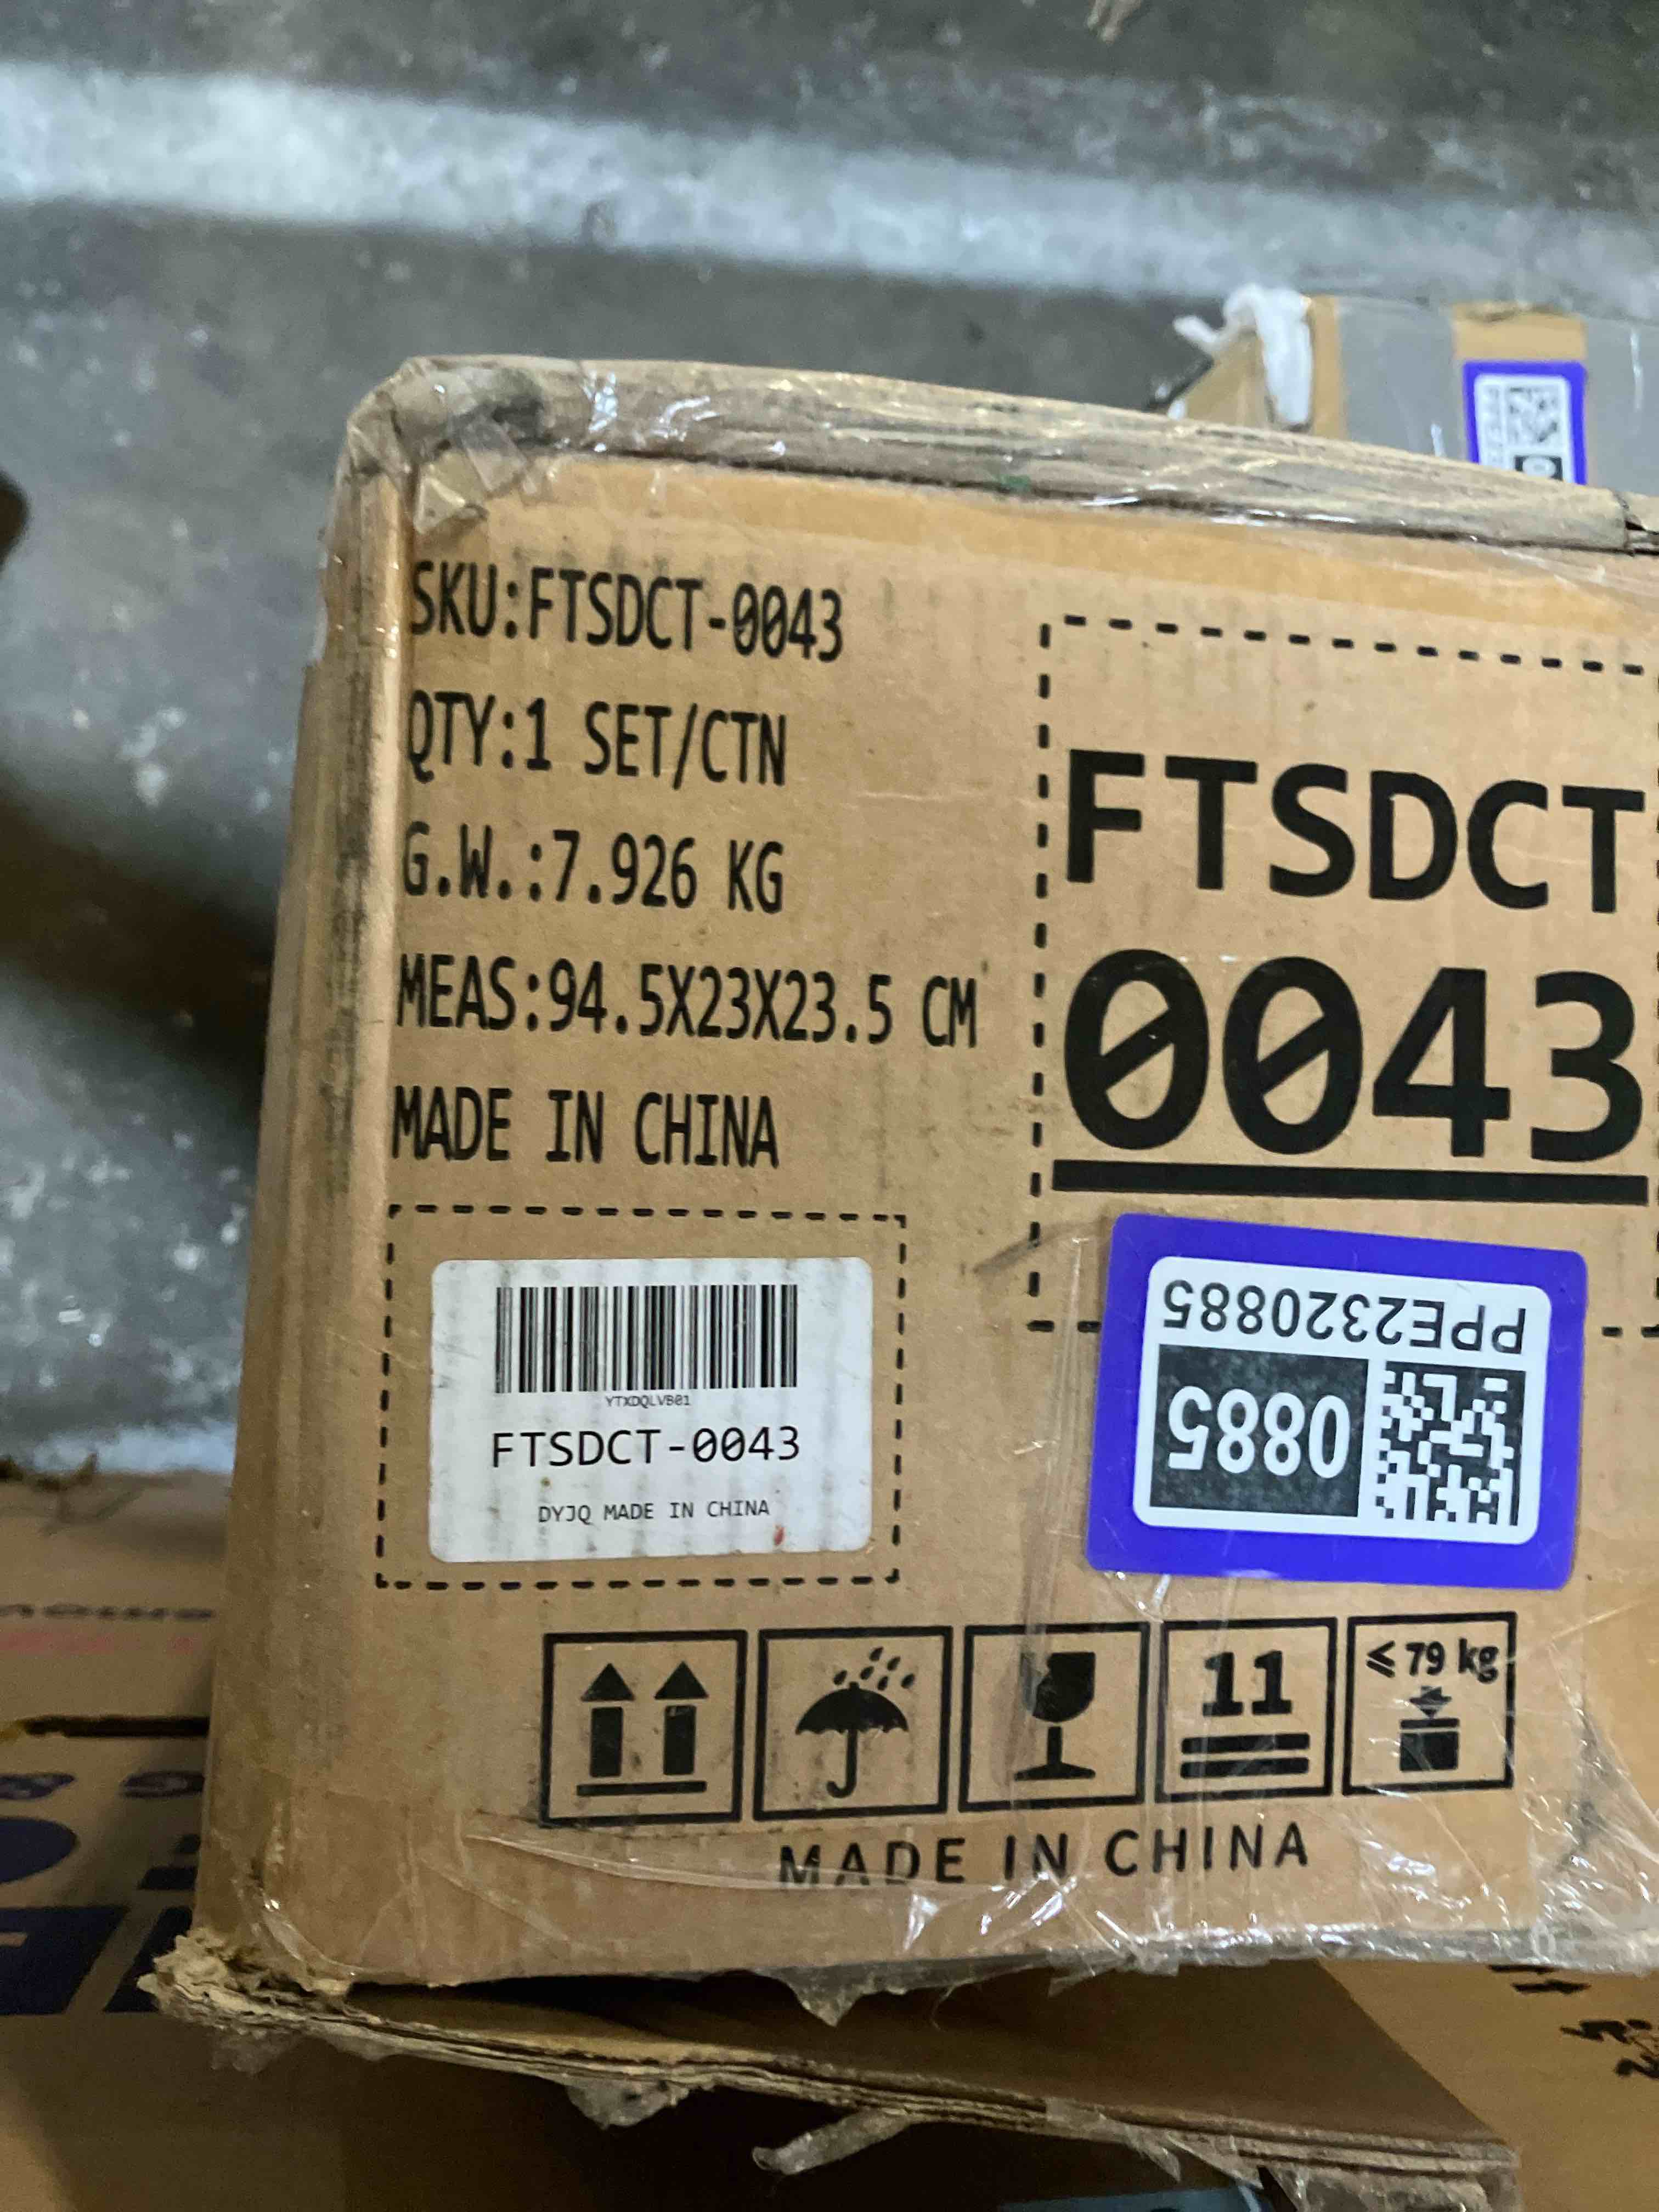 SKU:FTSDCT-0043
QTY:1 SET/CTN
G.W.:7.926 KG
MEAS:94.5X23X23.5 CM
MADE IN CHINA
FTSDCT
0043
YTXDQLVB01
FTSDCT-0043
DYJQ MADE IN CHINA
PPE2320885
0885
11
≤ 79 kg
MADE IN CHINA